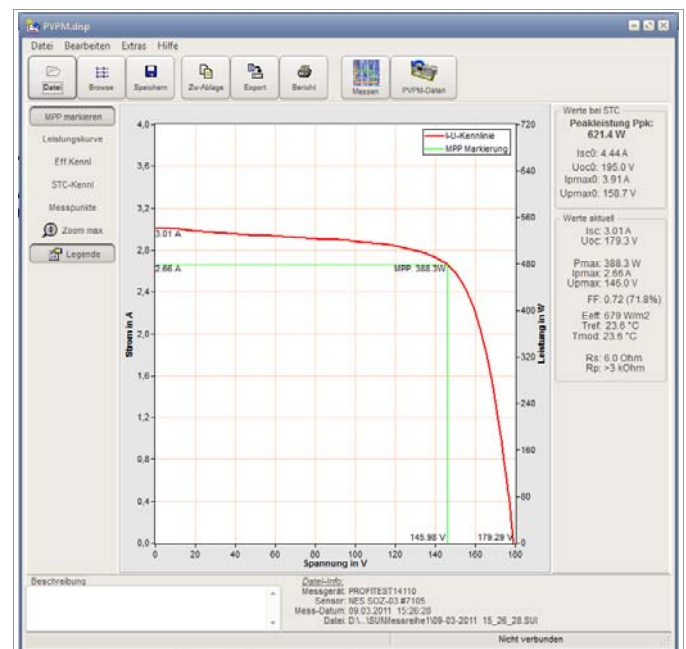 PVPM.disp
Datei Bearbeiten Extras Hilfe
Datei Browse Speichern Zw-Ablage Export Bericht Messen PVPM-Daten
MPP markieren
Leistungskurve
Eff.Kennl
STC-Kennl
Messpunkte
Zoom max
Legende
I-U-Kennlinie
MPP Markierung
4,0
3,6
3,2
2,8
2,4
2,0
1,6
1,2
0,8
0,4
0,0
Strom in A
3.01 A
2.66 A
MPP: 388.3W
145.98 V
179.29 V
720
640
560
480
400
320
240
160
80
0
Leistung in W
0 20 40 60 80 100 120 140 160 180
Spannung in V
Werte bei STC
Peakleistung Ppk:
621.4 W
Isc0: 4.44 A
Uoc0: 195.0 V
Ipmax0: 3.91 A
Upmax0: 158.7 V
Werte aktuell
Isc: 3.01 A
Uoc: 179.3 V
Pmax: 388.3 W
Ipmax: 2.66 A
Upmax: 146.0 V
FF: 0.72 (71.8%)
Eeff: 679 W/m2
Tref: 23.6 °C
Tmod: 23.6 °C
Rs: 6.0 Ohm
Rp: >3 kOhm
Beschreibung
Datei-Info:
Messgerät: PROFITEST14110
Sensor: NES SOZ-03 #7105
Mess-Datum: 09.03.2011 15:26:28
Datei: D:\...\SUI\Messreihe1\09-03-2011 15_26_28.SUI
Nicht verbunden